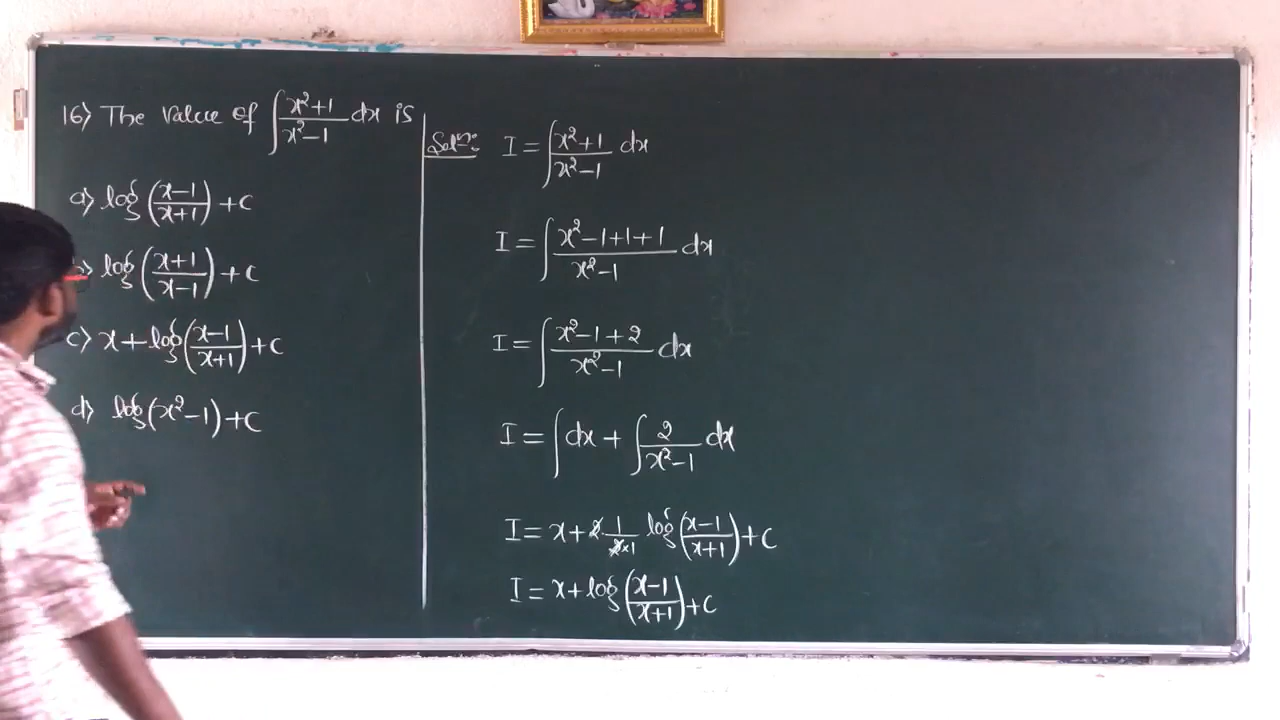 16) The value of ∫ (x²+1)/(x²-1) dx is
a) log ((x-1)/(x+1)) + c
b) log ((x+1)/(x-1)) + c
c) x + log ((x-1)/(x+1)) + c
d) log (x²-1) + c
Solⁿ: I = ∫ (x²+1)/(x²-1) dx
I = ∫ (x²-1+1+1)/(x²-1) dx
I = ∫ (x²-1+2)/(x²-1) dx
I = ∫ dx + ∫ 2/(x²-1) dx
I = x + 2 1/(2×1) log ((x-1)/(x+1)) + c
I = x + log ((x-1)/(x+1)) + c